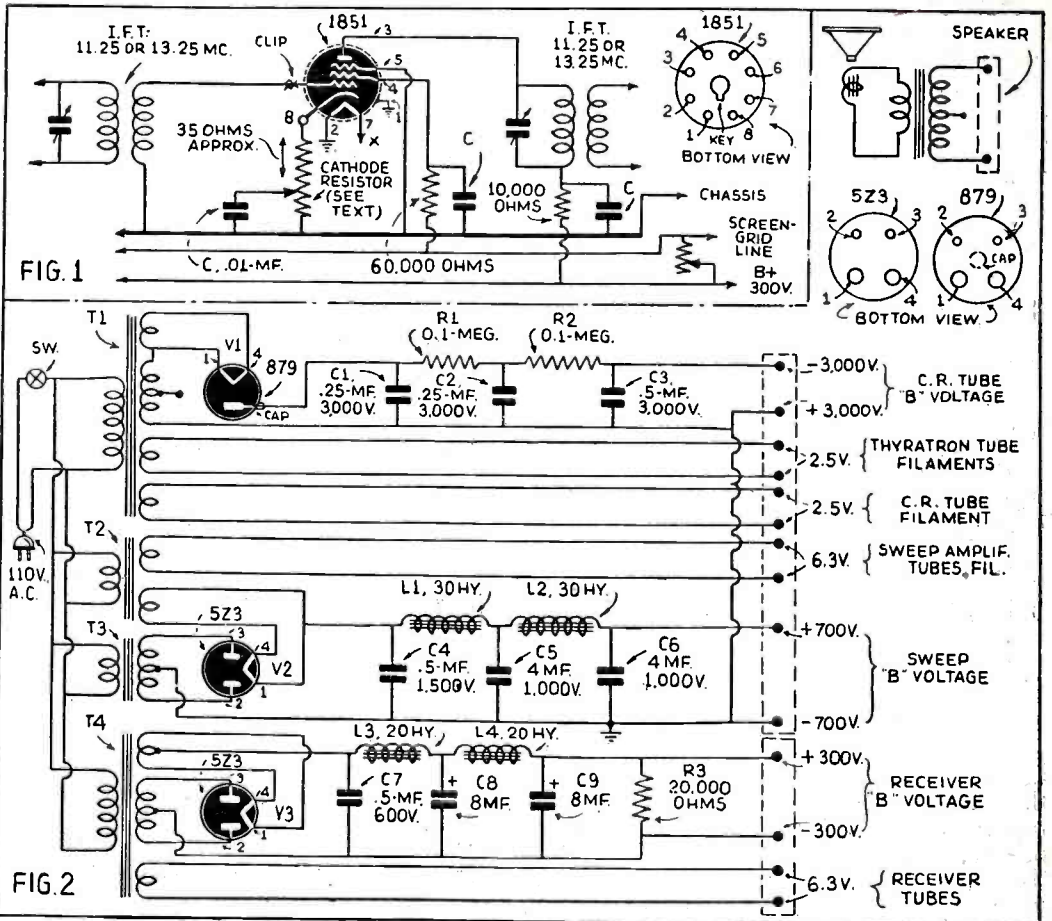 I.F.T.
11.25 OR 13.25 MC.
CLIP
1851
3
5
4
1
8
2
7
X
35 OHMS
APPROX.
CATHODE
RESISTOR
(SEE
TEXT)
C, .01-MF.
C
60,000 OHMS
I.F.T.
11.25 OR
13.25 MC.
10,000
OHMS
C
CHASSIS
SCREEN-
GRID
LINE
B+
300V.
FIG.1
1851
4
5
3
6
2
7
1
8
KEY
BOTTOM VIEW
SPEAKER
5Z3
2
3
1
4
879
2
3
CAP
1
4
BOTTOM VIEW
SW.
110V.
A.C.
T1
V1
1
4
879
CAP
R1
0.1-MEG.
R2
0.1-MEG.
C1,
.25-MF.
3,000V.
C2,
.25-MF.
3,000V.
C3,
.5-MF.
3,000V.
-3,000V.
+3,000V.
C.R. TUBE
"B" VOLTAGE
2.5V.
THYRATRON TUBE
FILAMENTS
2.5V.
C.R. TUBE
FILAMENT
T2
6.3V.
SWEEP AMPLIF.
TUBES, FIL.
T3
5Z3
3
4
V2
1
2
L1, 30 HY.
L2, 30 HY.
C4
.5-MF.
1,500V.
C5
4 MF.
1,000V.
C6
4 MF.
1,000V.
+700V.
-700V.
SWEEP
"B" VOLTAGE
T4
5Z3
3
4
V3
1
2
L3, 20 HY.
L4, 20 HY.
C7
.5-MF.
600V.
+
C8
8MF.
+
C9
8MF.
R3
20,000
OHMS
+300V.
-300V.
RECEIVER
"B" VOLTAGE
6.3V.
RECEIVER
TUBES
FIG.2